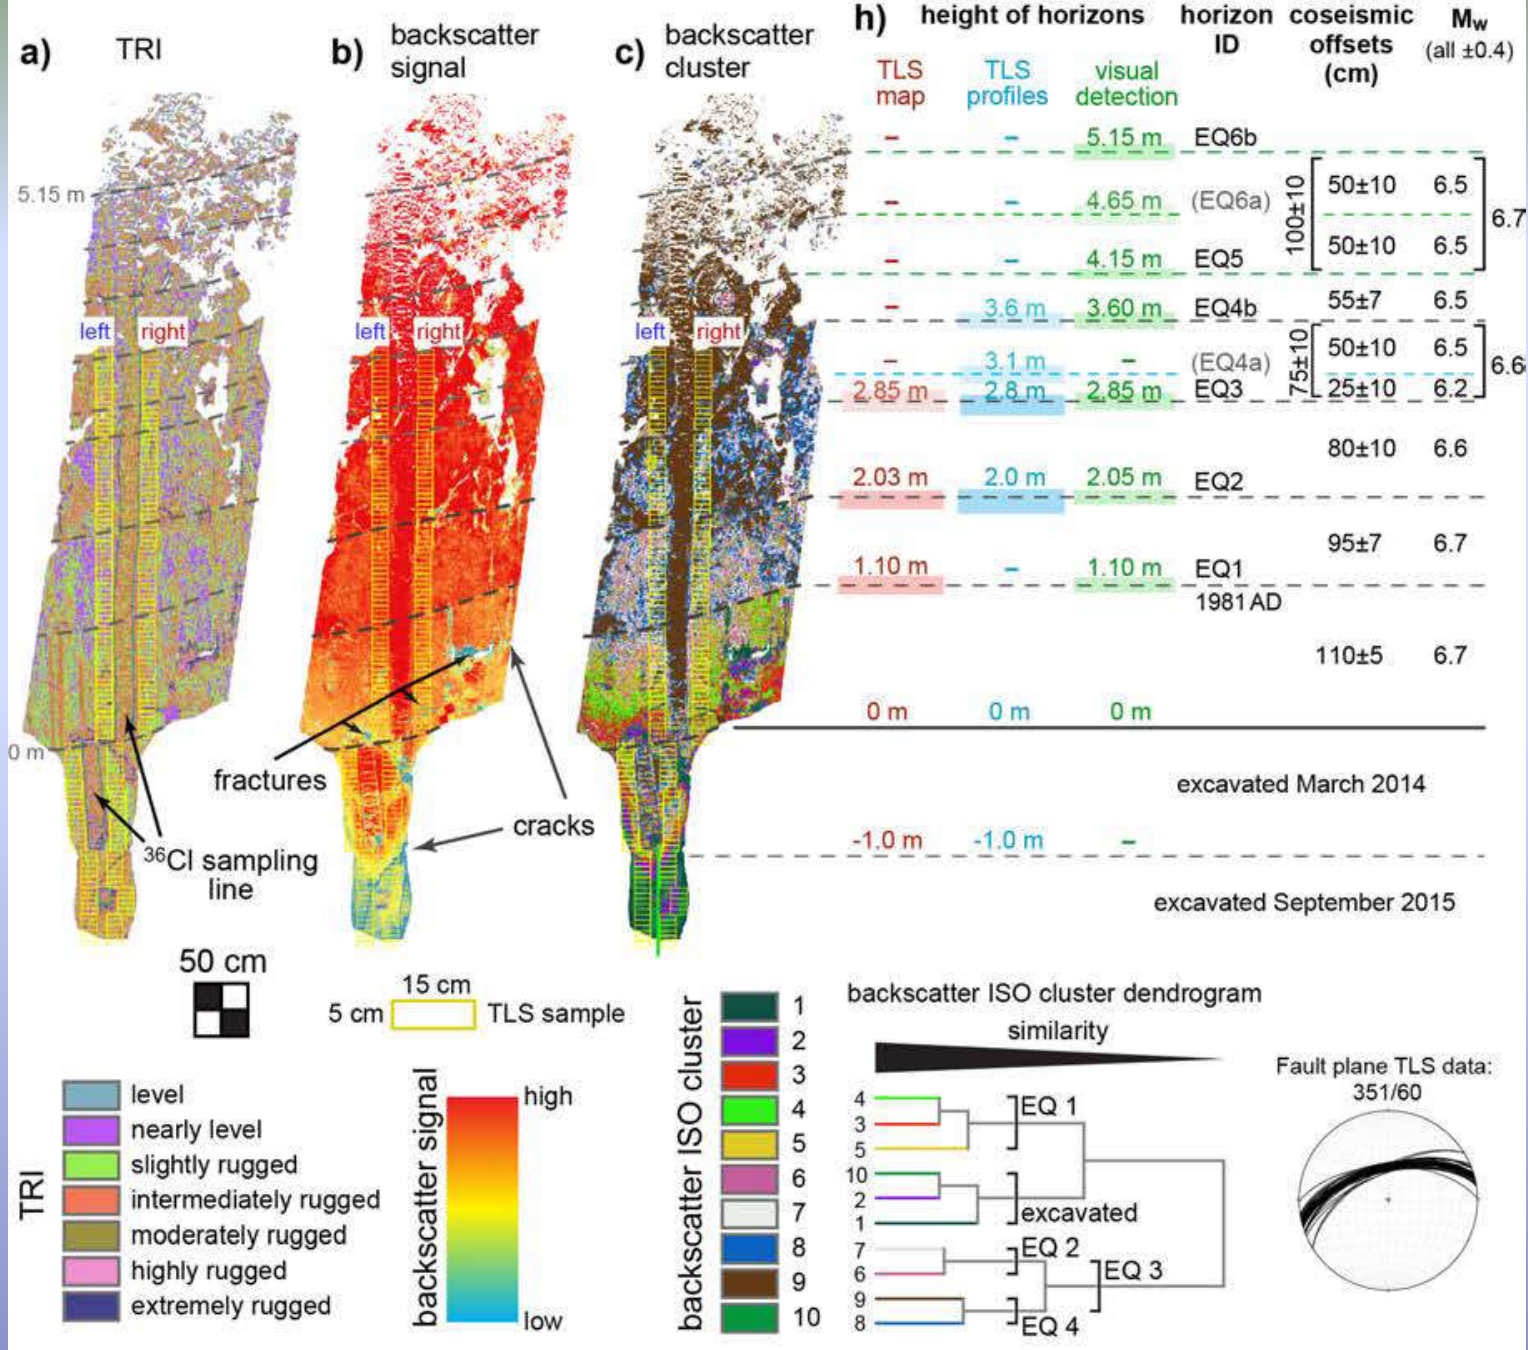 a)
TRI
b)
backscatter
signal
c)
backscatter
cluster
h)
height of horizons
horizon
ID
coseismic
offsets
(cm)
Mw
(all ±0.4)
TLS
map
TLS
profiles
visual
detection
– – 5.15 m EQ6b
– – 4.65 m (EQ6a)
– – 4.15 m EQ5
– 3.6 m 3.60 m EQ4b
– 3.1 m – (EQ4a)
2.85 m 2.8 m 2.85 m EQ3
2.03 m 2.0 m 2.05 m EQ2
1.10 m – 1.10 m EQ1
1981 AD
0 m 0 m 0 m
-1.0 m -1.0 m –
100±10
50±10 6.5
50±10 6.5
6.7
55±7 6.5
75±10
50±10 6.5
25±10 6.2
6.6
80±10 6.6
95±7 6.7
110±5 6.7
excavated March 2014
excavated September 2015
5.15 m
0 m
left right
left right
left right
fractures
cracks
36Cl sampling
line
50 cm
15 cm
5 cm
TLS sample
TRI
level
nearly level
slightly rugged
intermediately rugged
moderately rugged
highly rugged
extremely rugged
backscatter signal
high
low
backscatter ISO cluster
1
2
3
4
5
6
7
8
9
10
backscatter ISO cluster dendrogram
similarity
4
3
5
10
2
1
7
6
9
8
EQ 1
excavated
EQ 2
EQ 3
EQ 4
Fault plane TLS data:
351/60